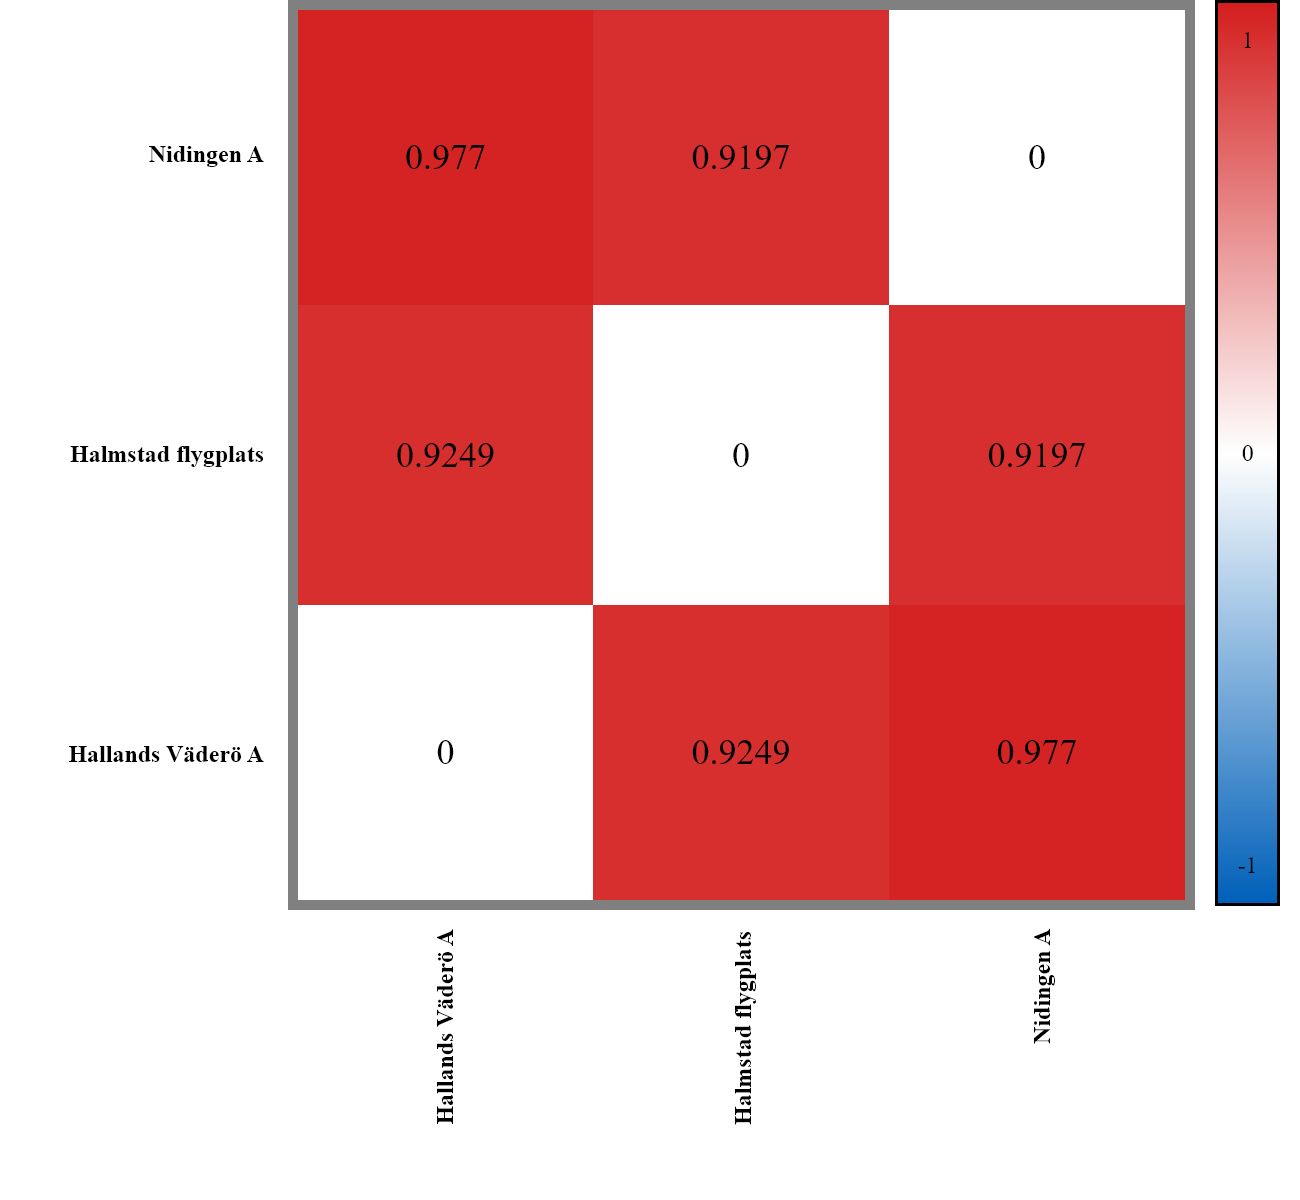 1
Nidingen A
0.977
0.9197
0
Halmstad flygplats
0.9249
0
0.9197
0
Hallands Väderö A
0
0.9249
0.977
-1
Hallands Väderö A
Halmstad flygplats
Nidingen A